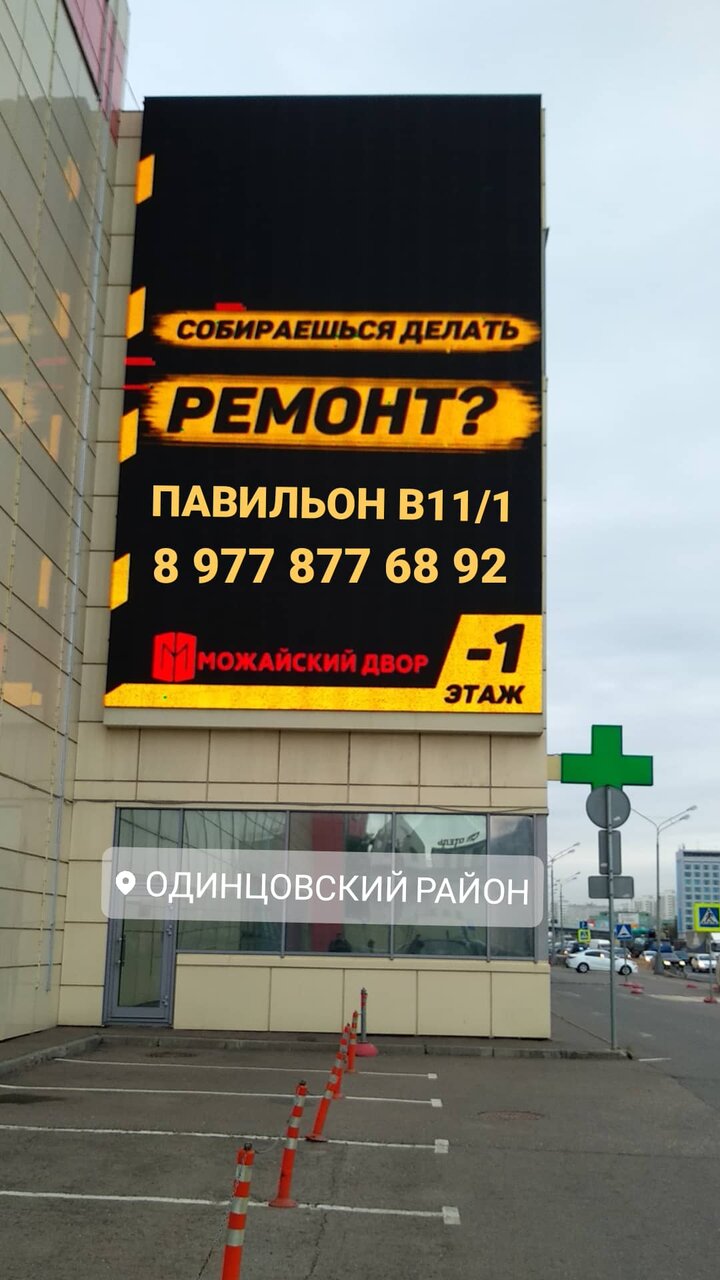 СОБИРАЕШЬСЯ ДЕЛАТЬ
РЕМОНТ?
ПАВИЛЬОН В11/1
8 977 877 68 92
МОЖАЙСКИЙ ДВОР
-1
ЭТАЖ
ОДИНЦОВСКИЙ РАЙОН